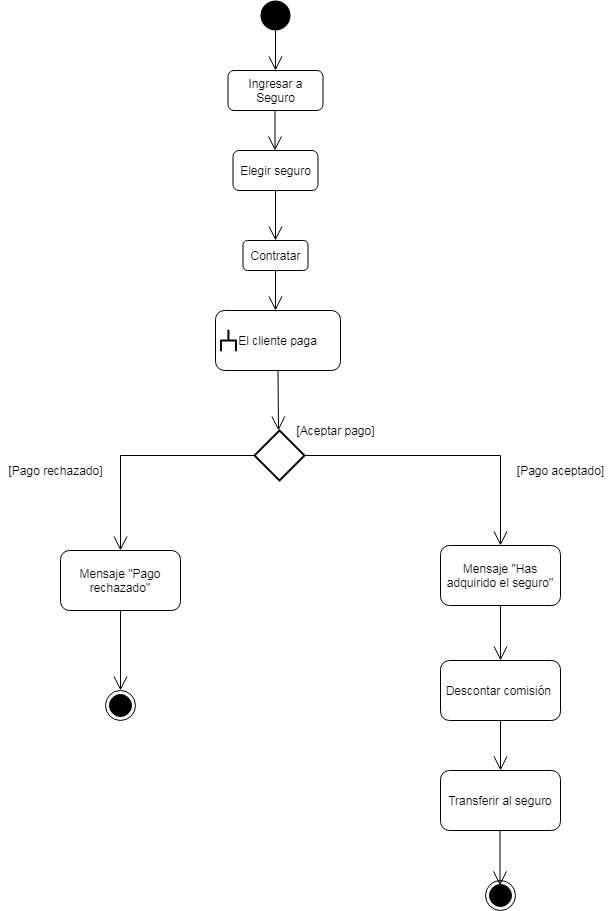 Ingresar a
Seguro
Elegir seguro
Contratar
El cliente paga
[Aceptar pago]
[Pago rechazado]
[Pago aceptado]
Mensaje "Pago
rechazado"
Mensaje "Has
adquirido el seguro"
Descontar comisión
Transferir al seguro